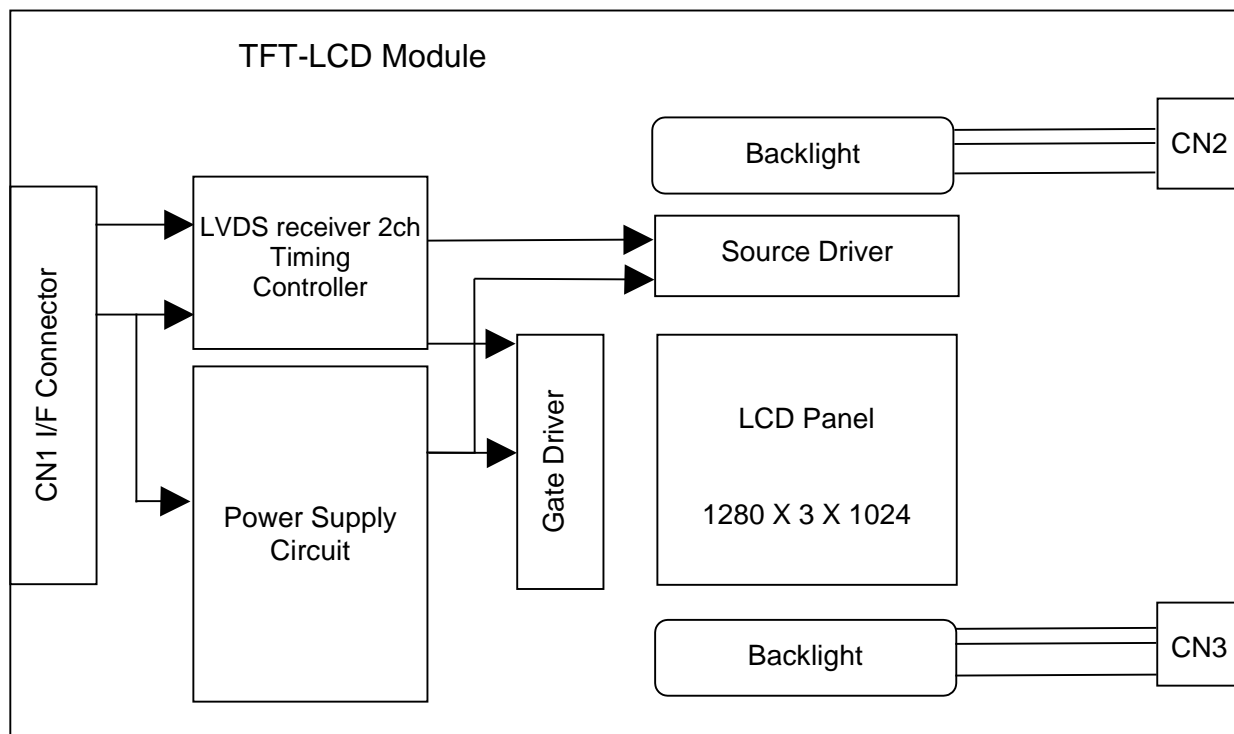 TFT-LCD Module
Backlight
CN2
CN1 I/F Connector
LVDS receiver 2ch
Timing
Controller
Source Driver
Power Supply
Circuit
Gate Driver
LCD Panel
1280 X 3 X 1024
Backlight
CN3